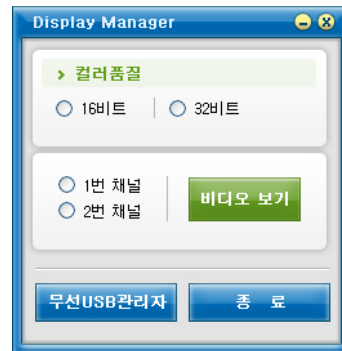 Display Manager
컬러품질
16비트 32비트
1번 채널
2번 채널
비디오 보기
무선USB관리자 종 료